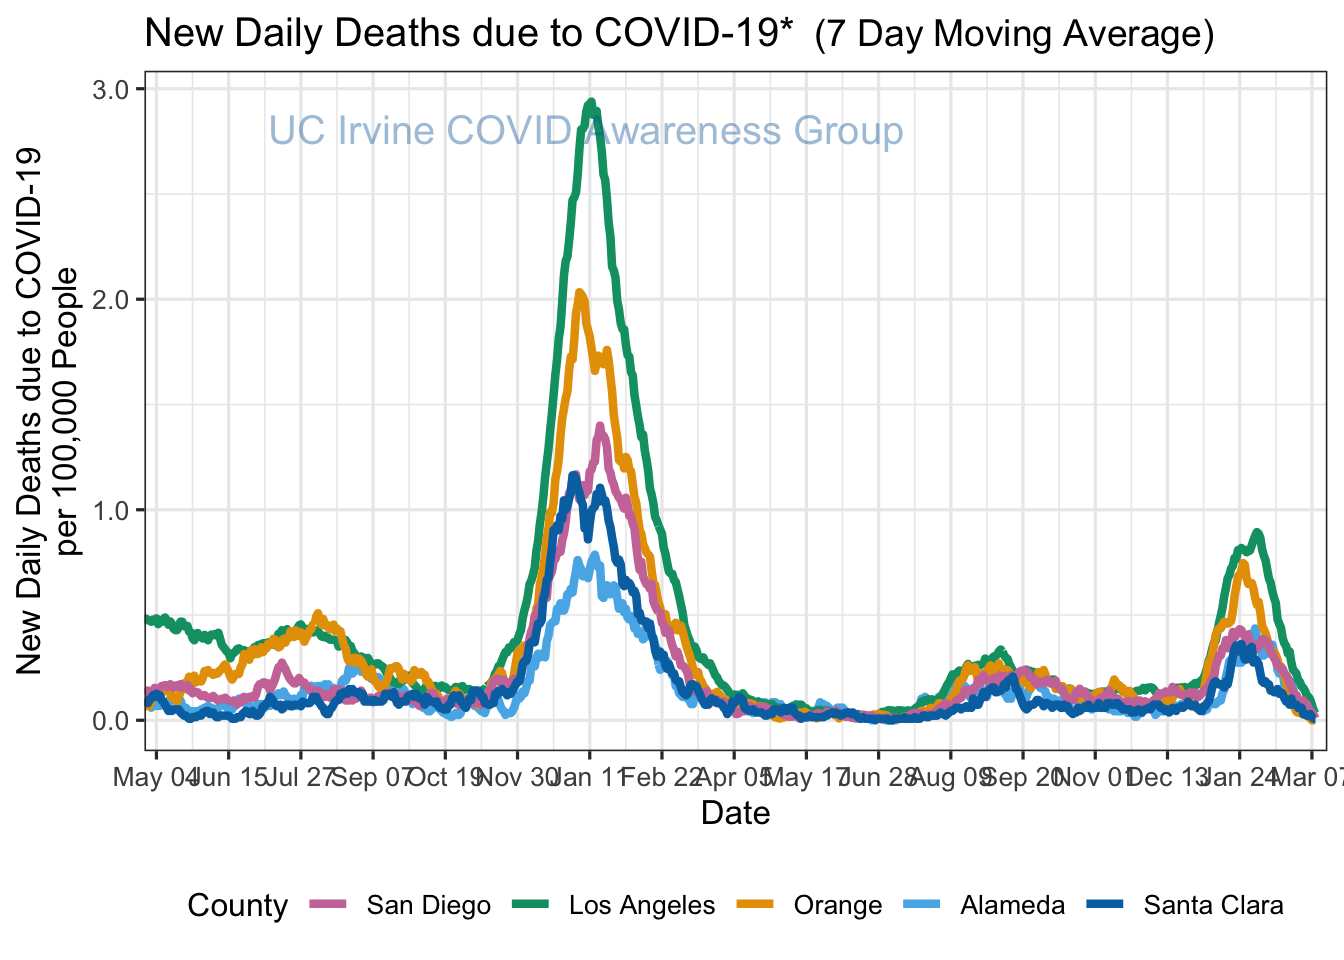 New Daily Deaths due to COVID-19* (7 Day Moving Average)
UC Irvine COVID Awareness Group
New Daily Deaths due to COVID-19
per 100,000 People
3.0
2.0
1.0
0.0
May 04 Jun 15 Jul 27 Sep 07 Oct 19 Nov 30 Jan 11 Feb 22 Apr 05 May 17 Jun 28 Aug 09 Sep 20 Nov 01 Dec 13 Jan 24 Mar 07
Date
County San Diego Los Angeles Orange Alameda Santa Clara